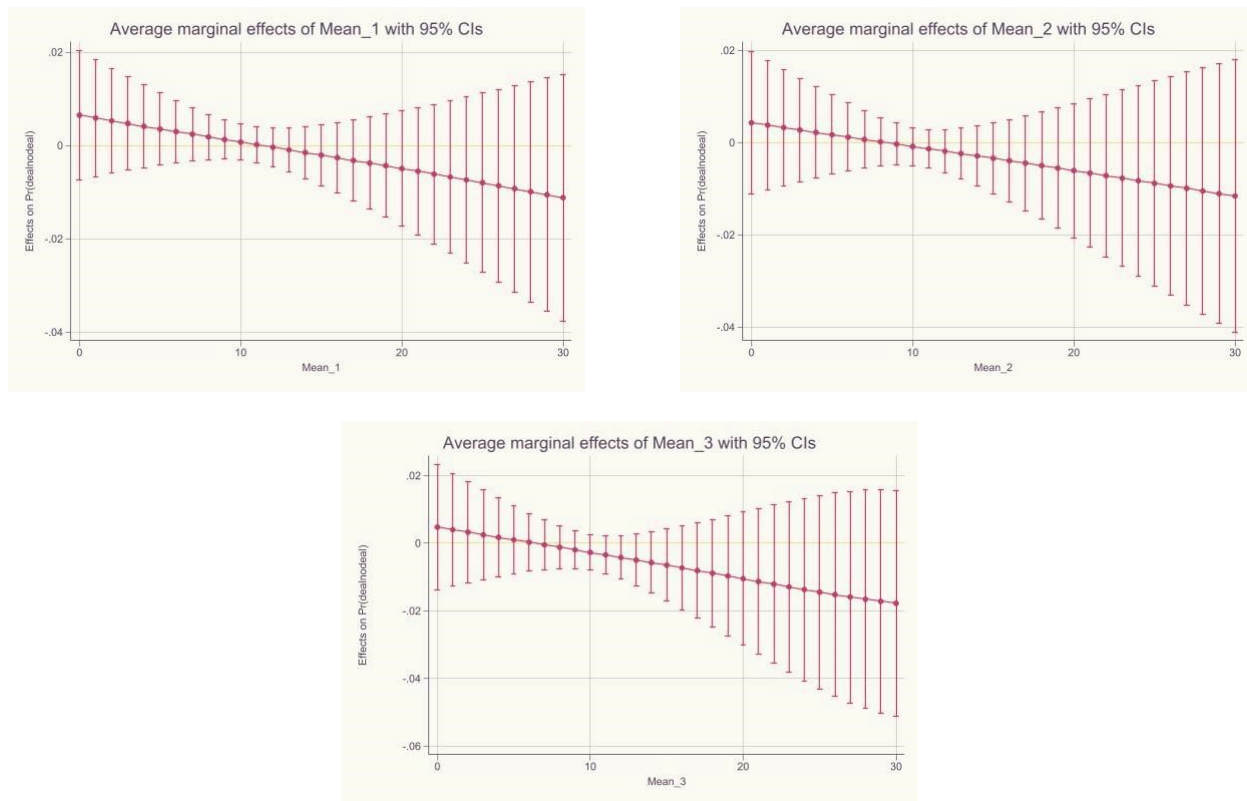 Average marginal effects of Mean_1 with 95% CIs
.02
0
-.02
-.04
Effects on Pr(dealnodeal)
0 10 20 30
Mean_1
Average marginal effects of Mean_2 with 95% CIs
.02
0
-.02
-.04
Effects on Pr(dealnodeal)
0 10 20 30
Mean_2
Average marginal effects of Mean_3 with 95% CIs
.02
0
-.02
-.04
-.06
Effects on Pr(dealnodeal)
0 10 20 30
Mean_3